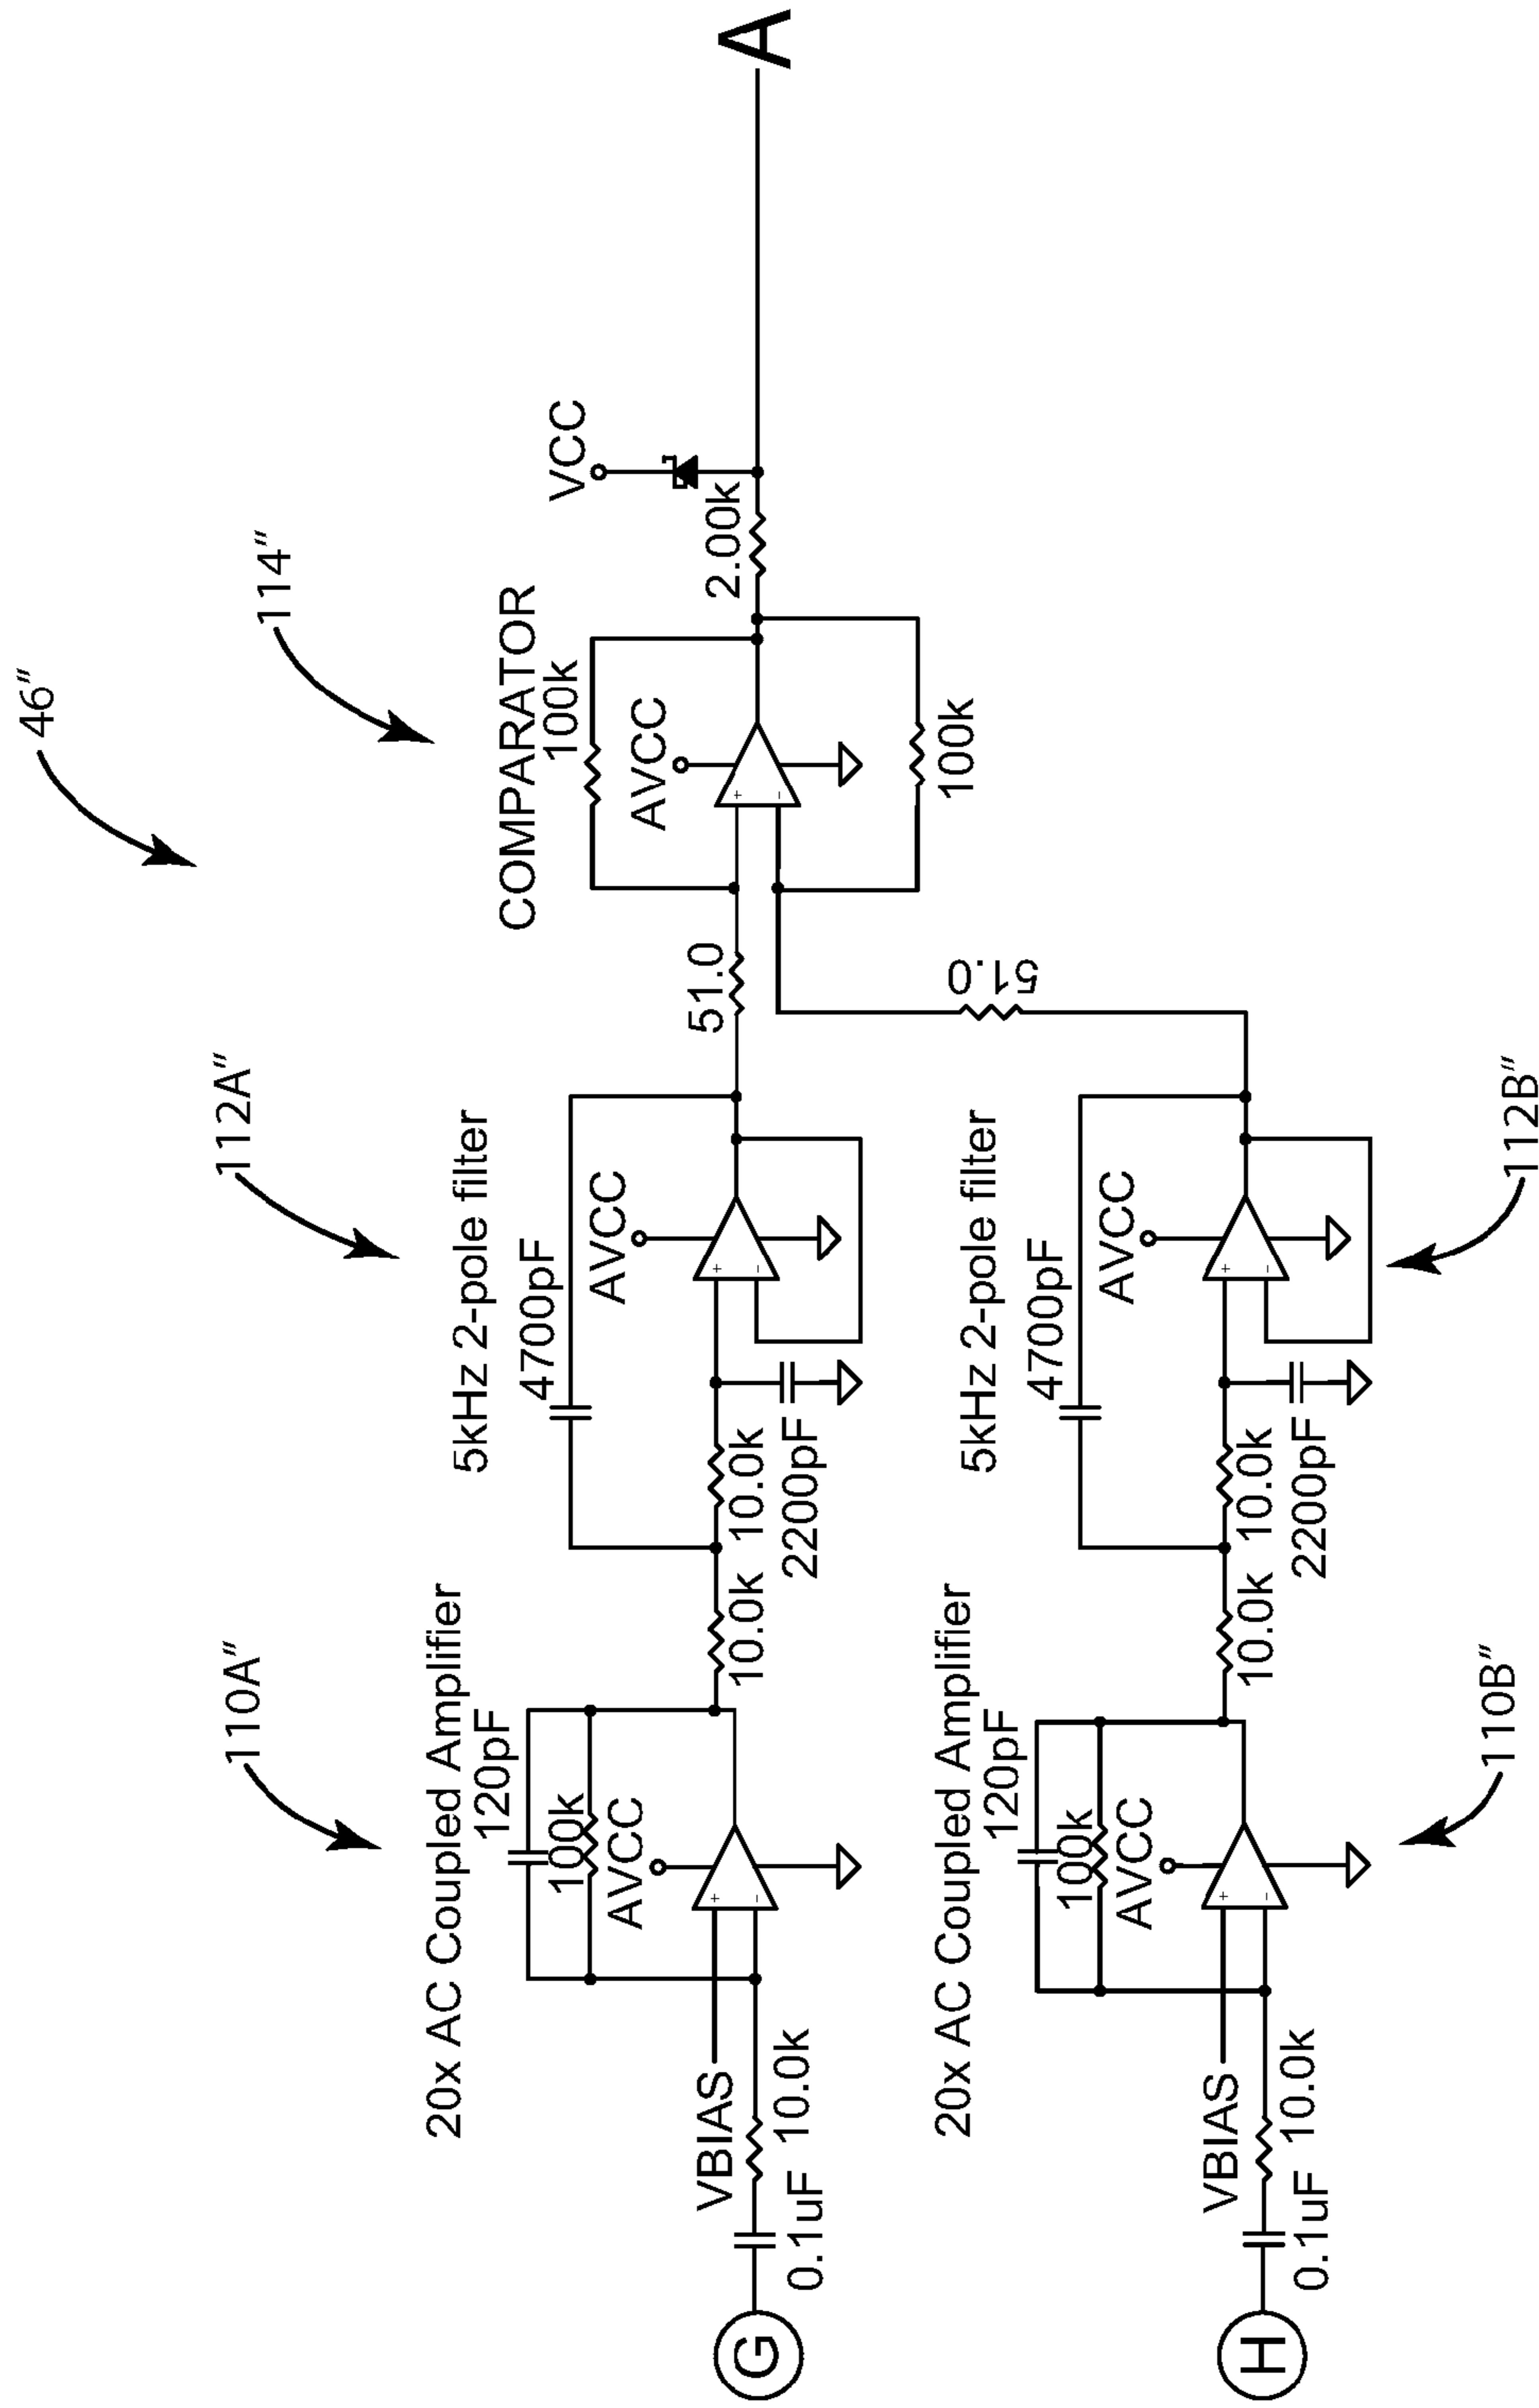 46″
110A″
112A″
114″
20x AC Coupled Amplifier
120pF
100k
AVCC
+
-
VBIAS
G
0.1uF
10.0k
5kHz 2-pole filter
4700pF
AVCC
+
-
10.0k
10.0k
2200pF
51.0
COMPARATOR
100k
AVCC
+
-
100k
2.00k
VCC
A
20x AC Coupled Amplifier
120pF
100k
AVCC
+
-
VBIAS
H
0.1uF
10.0k
5kHz 2-pole filter
4700pF
AVCC
+
-
10.0k
10.0k
2200pF
51.0
110B″
112B″